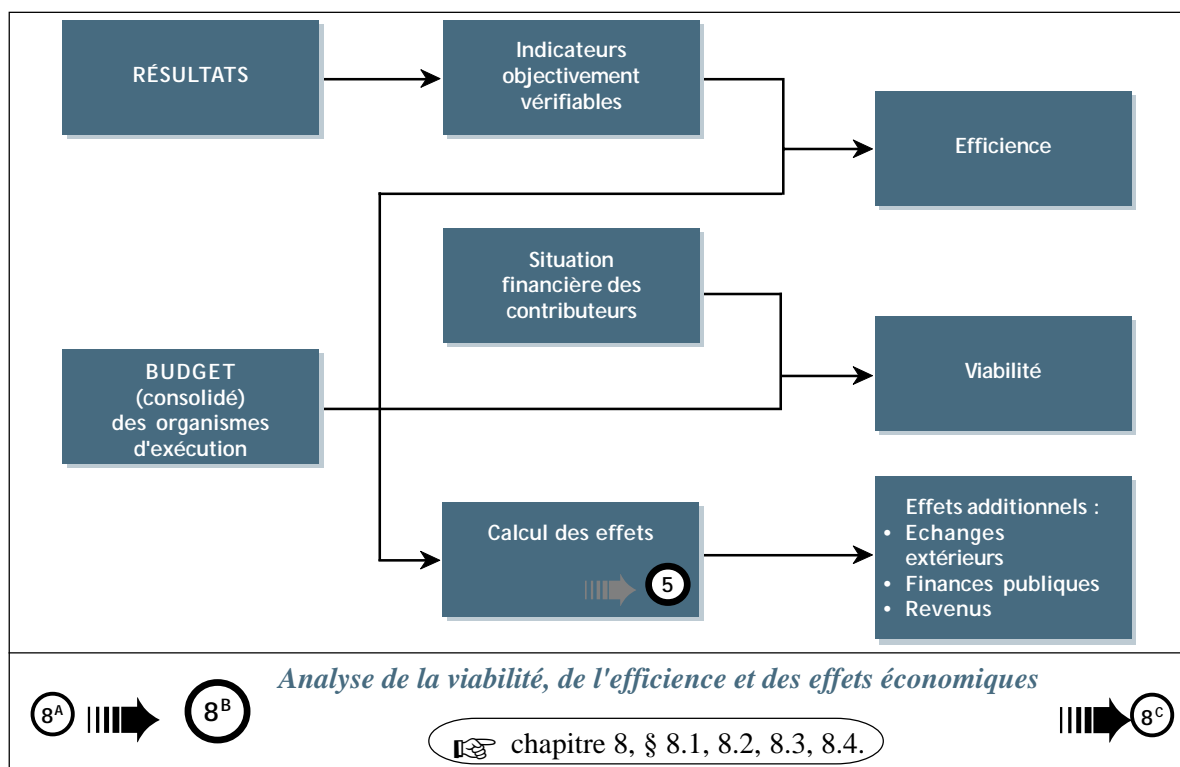 RÉSULTATS
Indicateurs
objectivement
vérifiables
Efficience
Situation
financière des
contributeurs
BUDGET
(consolidé)
des organismes
d'exécution
Viabilité
Calcul des effets
5
Effets additionnels :
• Echanges
extérieurs
• Finances publiques
• Revenus
Analyse de la viabilité, de l'efficience et des effets économiques
8A
8B
8C
chapitre 8, § 8.1, 8.2, 8.3, 8.4.